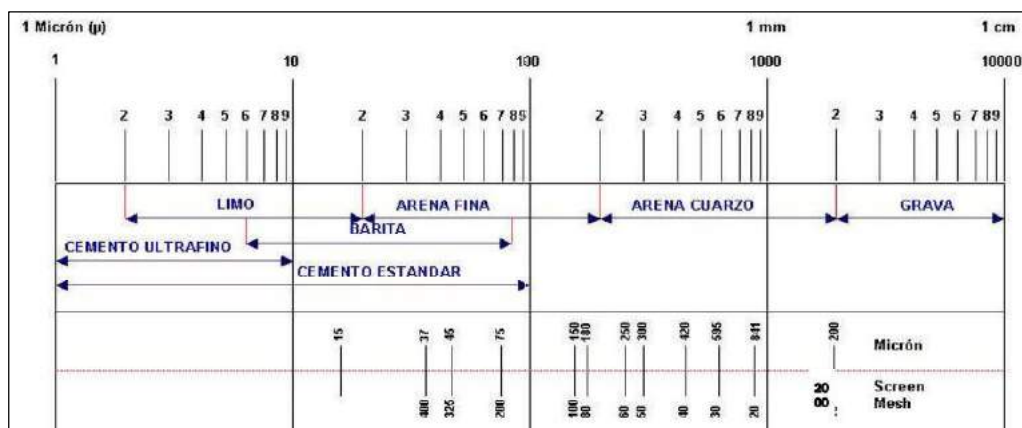 1 Micrón (µ) 1 mm 1 cm
1 10 100 1000 10000
2 3 4 5 6 7 8 9 2 3 4 5 6 7 8 9 2 3 4 5 6 7 8 9 2 3 4 5 6 7 8 9
LIMO ARENA FINA ARENA CUARZO GRAVA
BARITA
CEMENTO ULTRAFINO
CEMENTO ESTANDAR
15 37 45 75 150 180 250 300 420 595 841 200 Micrón
20 Screen
400 325 200 100 80 60 50 40 30 20 00 Mesh